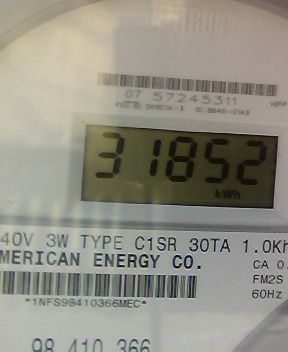 07 57245311
31852
kWh
40V 3W TYPE C1SR 30TA 1.0Kh
MERICAN ENERGY CO.
CA 0.
FM2S
60Hz
*1NFS98410366MEC*
98 410 366